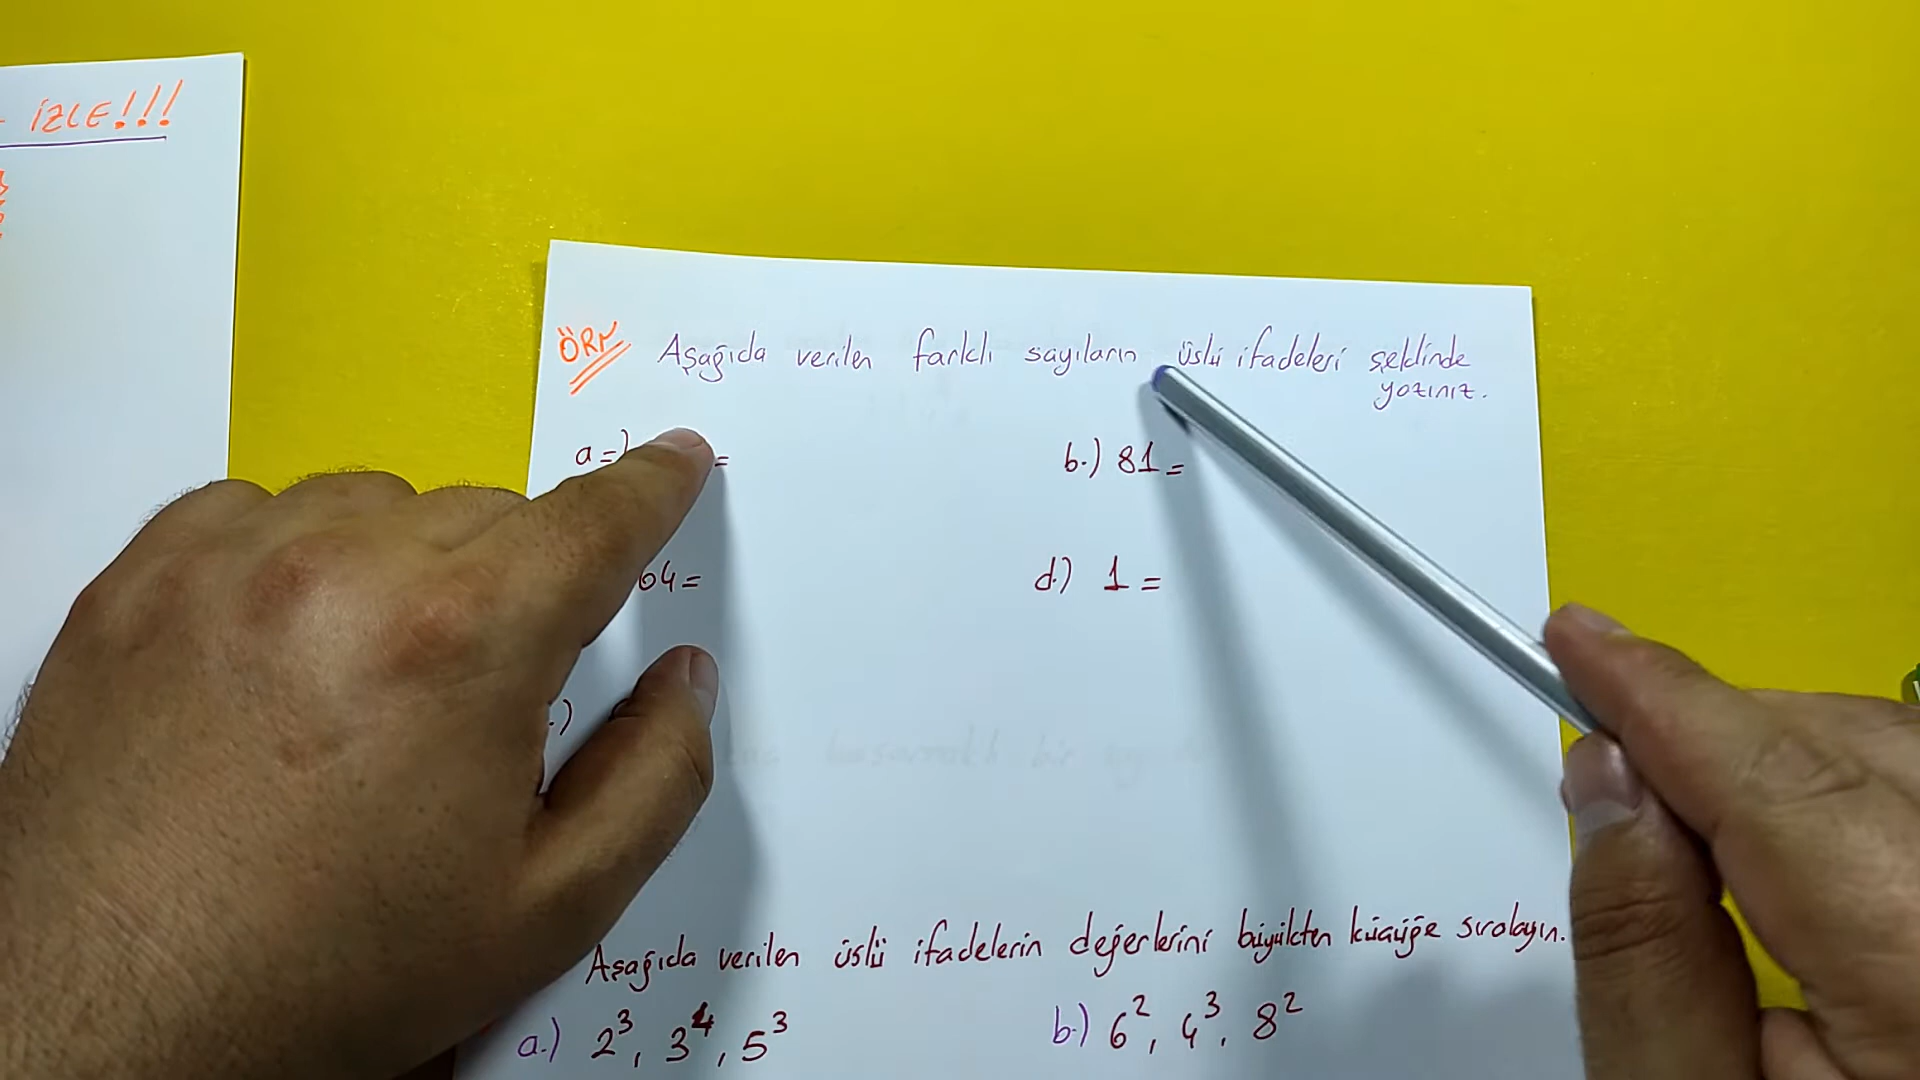 İZLE!!!
ÖRN Aşağıda verilen farklı sayıların üslü ifadeleri şeklinde
yazınız.
a=) =
b.) 81=
64=
d.) 1=
.)
Aşağıda verilen üslü ifadelerin değerlerini büyükten küçüğe sıralayın.
a.) 2³, 3⁴, 5³
b.) 6², 4³, 8²